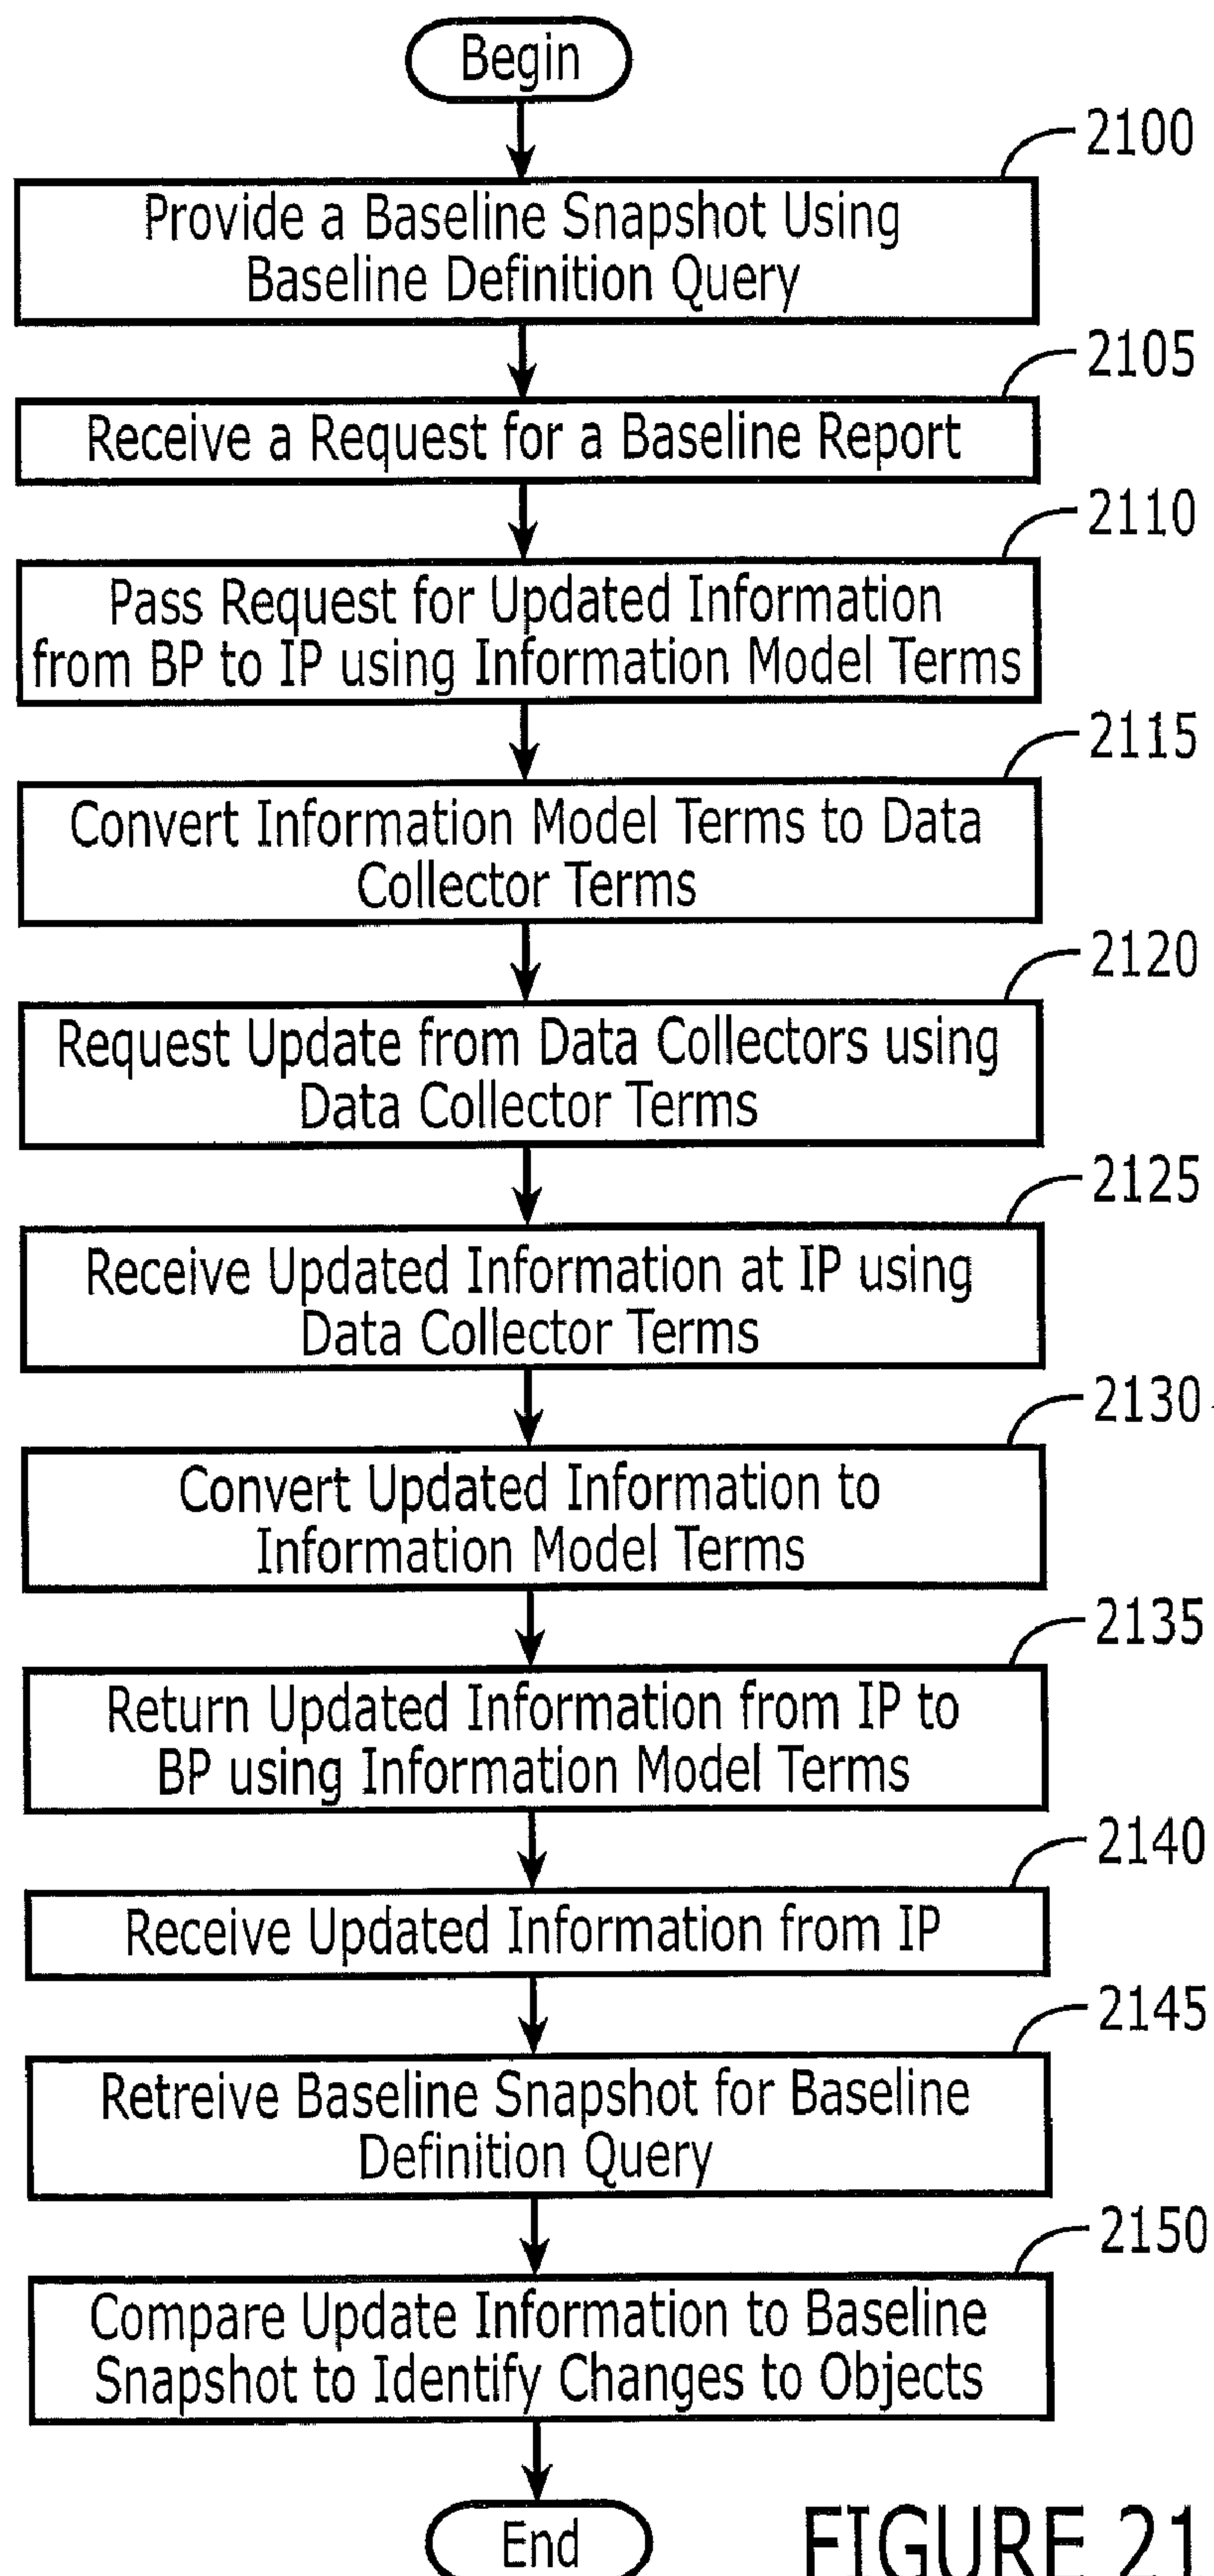 Begin
2100
Provide a Baseline Snapshot Using
Baseline Definition Query
2105
Receive a Request for a Baseline Report
2110
Pass Request for Updated Information
from BP to IP using Information Model Terms
2115
Convert Information Model Terms to Data
Collector Terms
2120
Request Update from Data Collectors using
Data Collector Terms
2125
Receive Updated Information at IP using
Data Collector Terms
2130
Convert Updated Information to
Information Model Terms
2135
Return Updated Information from IP to
BP using Information Model Terms
2140
Receive Updated Information from IP
2145
Retreive Baseline Snapshot for Baseline
Definition Query
2150
Compare Update Information to Baseline
Snapshot to Identify Changes to Objects
End
FIGURE 21